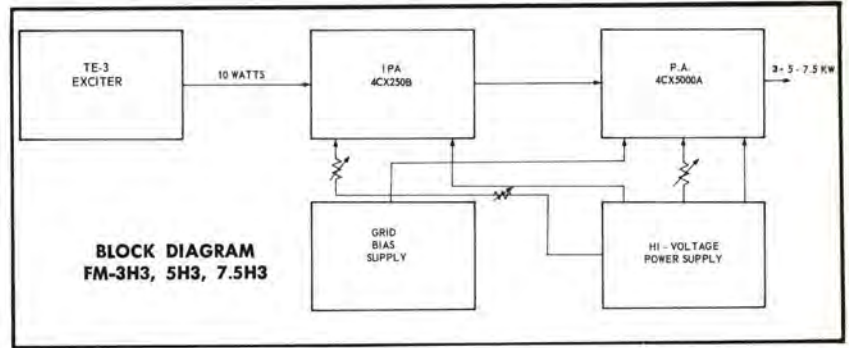 TE-3
EXCITER
10 WATTS
IPA
4CX250B
P.A.
4CX5000A
3 - 5 - 7.5 KW
GRID
BIAS
SUPPLY
HI - VOLTAGE
POWER SUPPLY
BLOCK DIAGRAM
FM-3H3, 5H3, 7.5H3